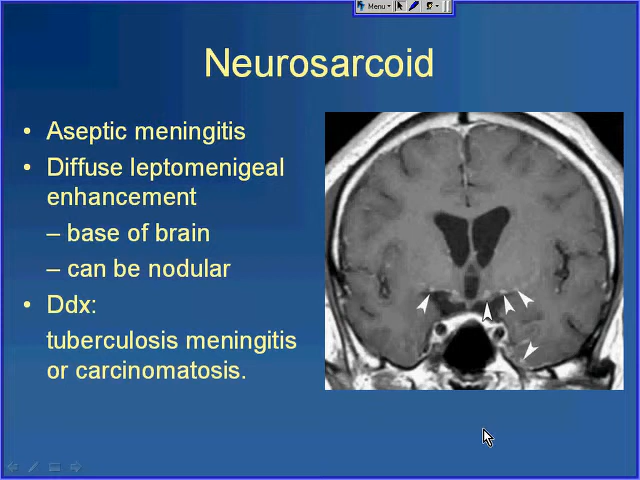 Menu
Neurosarcoid
• Aseptic meningitis
• Diffuse leptomenigeal
enhancement
– base of brain
– can be nodular
• Ddx:
tuberculosis meningitis
or carcinomatosis.